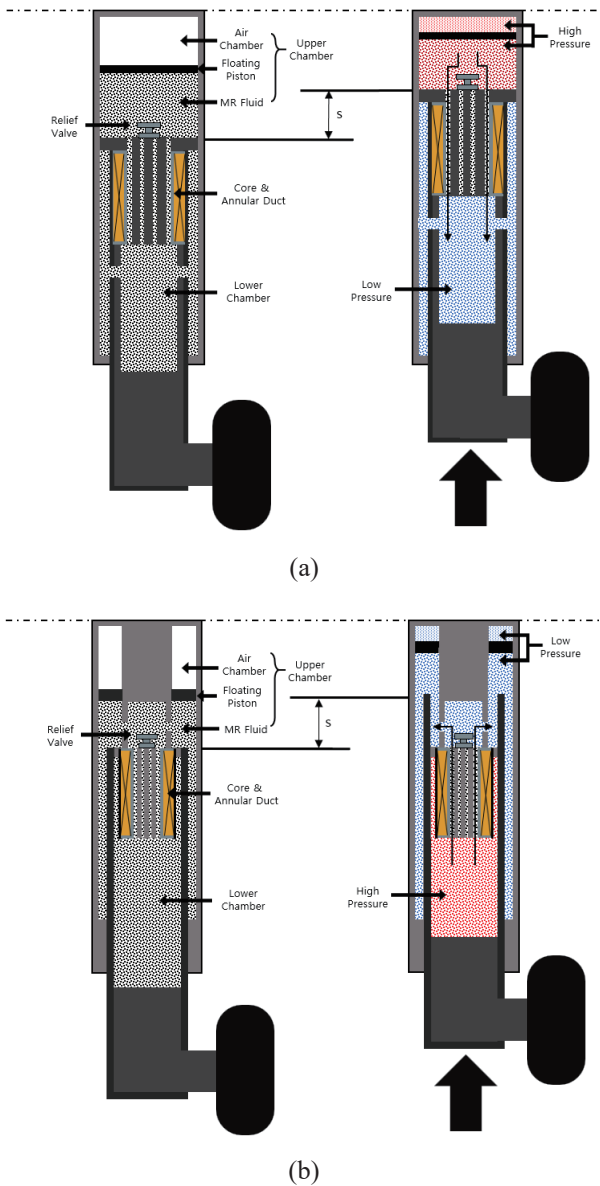 Air
Chamber
Upper
Chamber
Floating
Piston
MR Fluid
Relief
Valve
S
Core &
Annular Duct
Lower
Chamber
High
Pressure
Low
Pressure
(a)
Air
Chamber
Upper
Chamber
Floating
Piston
MR Fluid
Relief
Valve
S
Core &
Annular Duct
Lower
Chamber
Low
Pressure
High
Pressure
(b)